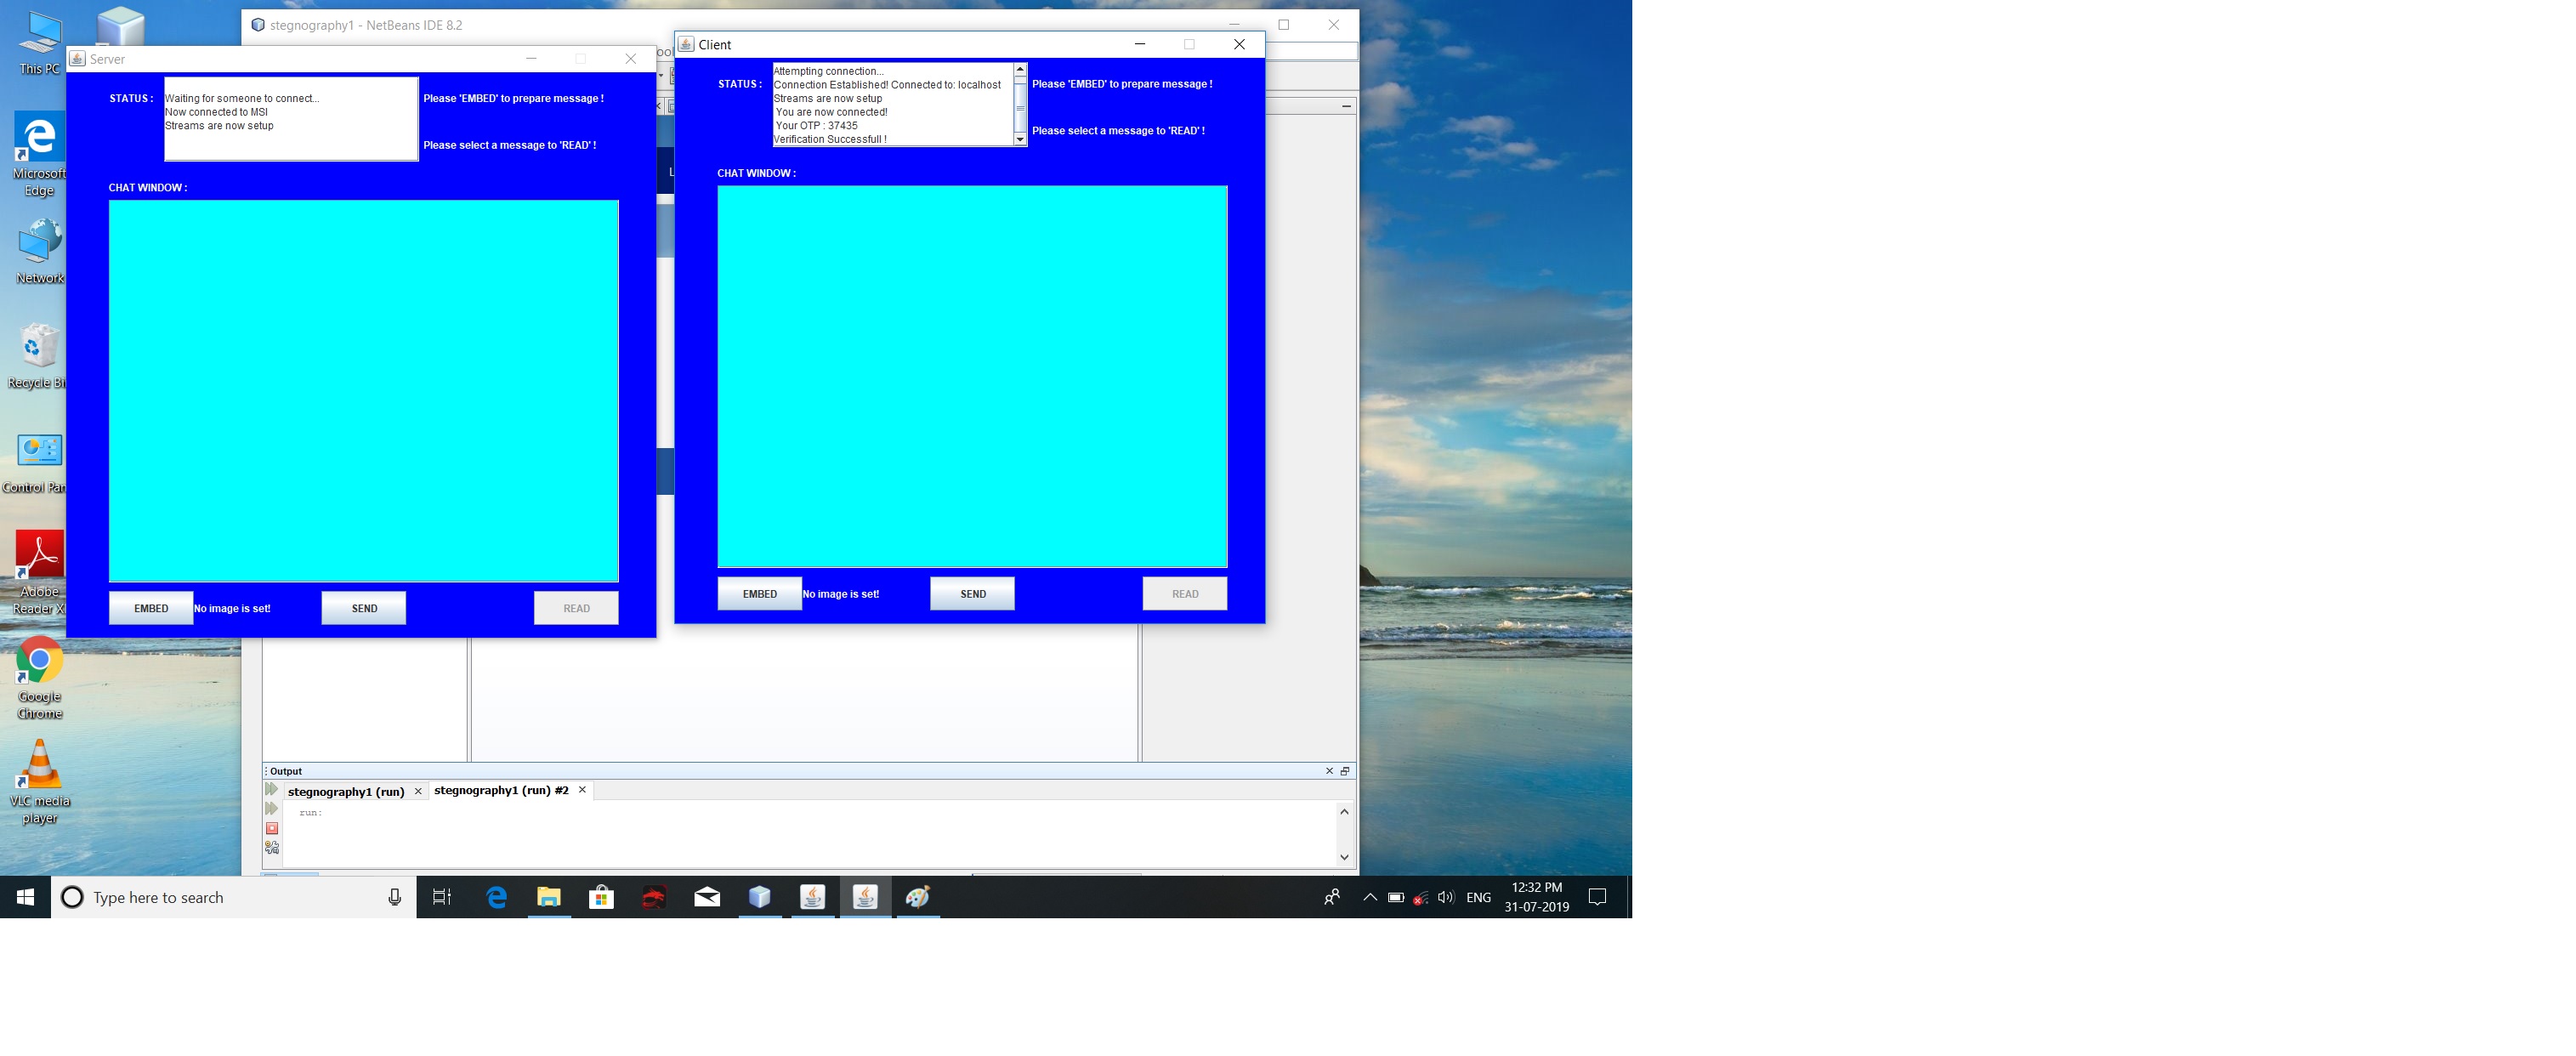 This PC
Microsoft
Edge
Network
Recycle Bi
Control Pan
Adobe
Reader X
Google
Chrome
VLC media
player
stegnography1 - NetBeans IDE 8.2
Server
STATUS :
Waiting for someone to connect...
Now connected to MSI
Streams are now setup
Please 'EMBED' to prepare message !
Please select a message to 'READ' !
CHAT WINDOW :
EMBED
No image is set!
SEND
READ
Client
STATUS :
Attempting connection...
Connection Established! Connected to: localhost
Streams are now setup
You are now connected!
Your OTP : 37435
Verification Successfull !
Please 'EMBED' to prepare message !
Please select a message to 'READ' !
CHAT WINDOW :
EMBED
No image is set!
SEND
READ
Output
stegnography1 (run)
stegnography1 (run) #2
run:
Type here to search
ENG
12:32 PM
31-07-2019